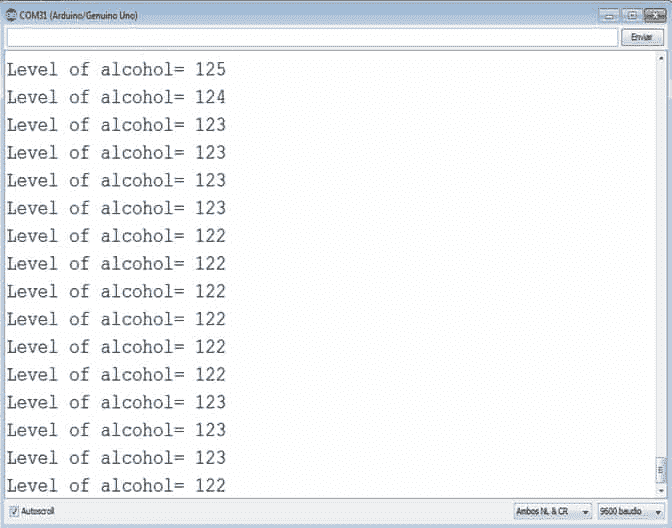 COM31 (Arduino/Genuino Uno)
Enviar
Level of alcohol= 125
Level of alcohol= 124
Level of alcohol= 123
Level of alcohol= 123
Level of alcohol= 123
Level of alcohol= 123
Level of alcohol= 122
Level of alcohol= 122
Level of alcohol= 122
Level of alcohol= 122
Level of alcohol= 122
Level of alcohol= 122
Level of alcohol= 123
Level of alcohol= 123
Level of alcohol= 123
Level of alcohol= 122
Autoscroll Ambos NL & CR 9600 baudio